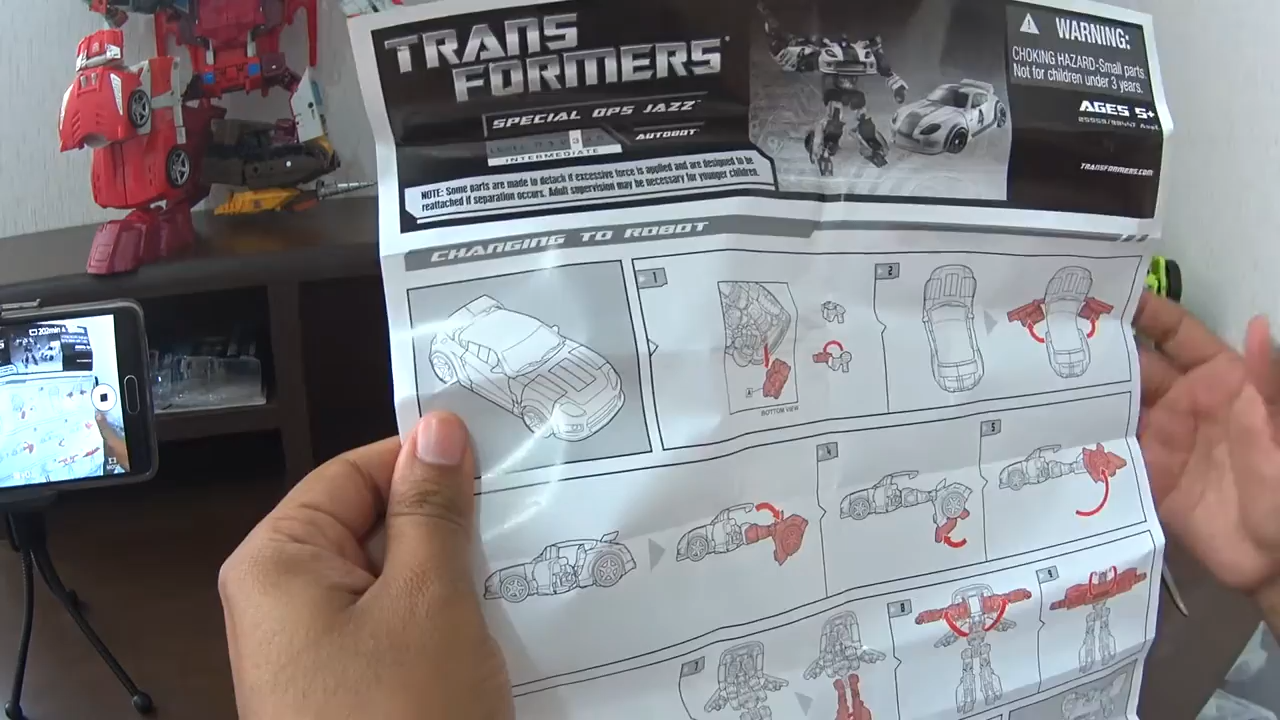 TRANS
FORMERS
SPECIAL OPS JAZZ
3
AUTOBOT
INTERMEDIATE
NOTE: Some parts are made to detach if excessive force is applied and are designed to be
reattached if separation occurs. Adult supervision may be necessary for younger children.
WARNING:
CHOKING HAZARD-Small parts
Not for children under 3 years.
AGES 5+
TRANSFORMERS.COM
CHANGING TO ROBOT
1
2
BOTTOM VIEW
4
5
7
8
9